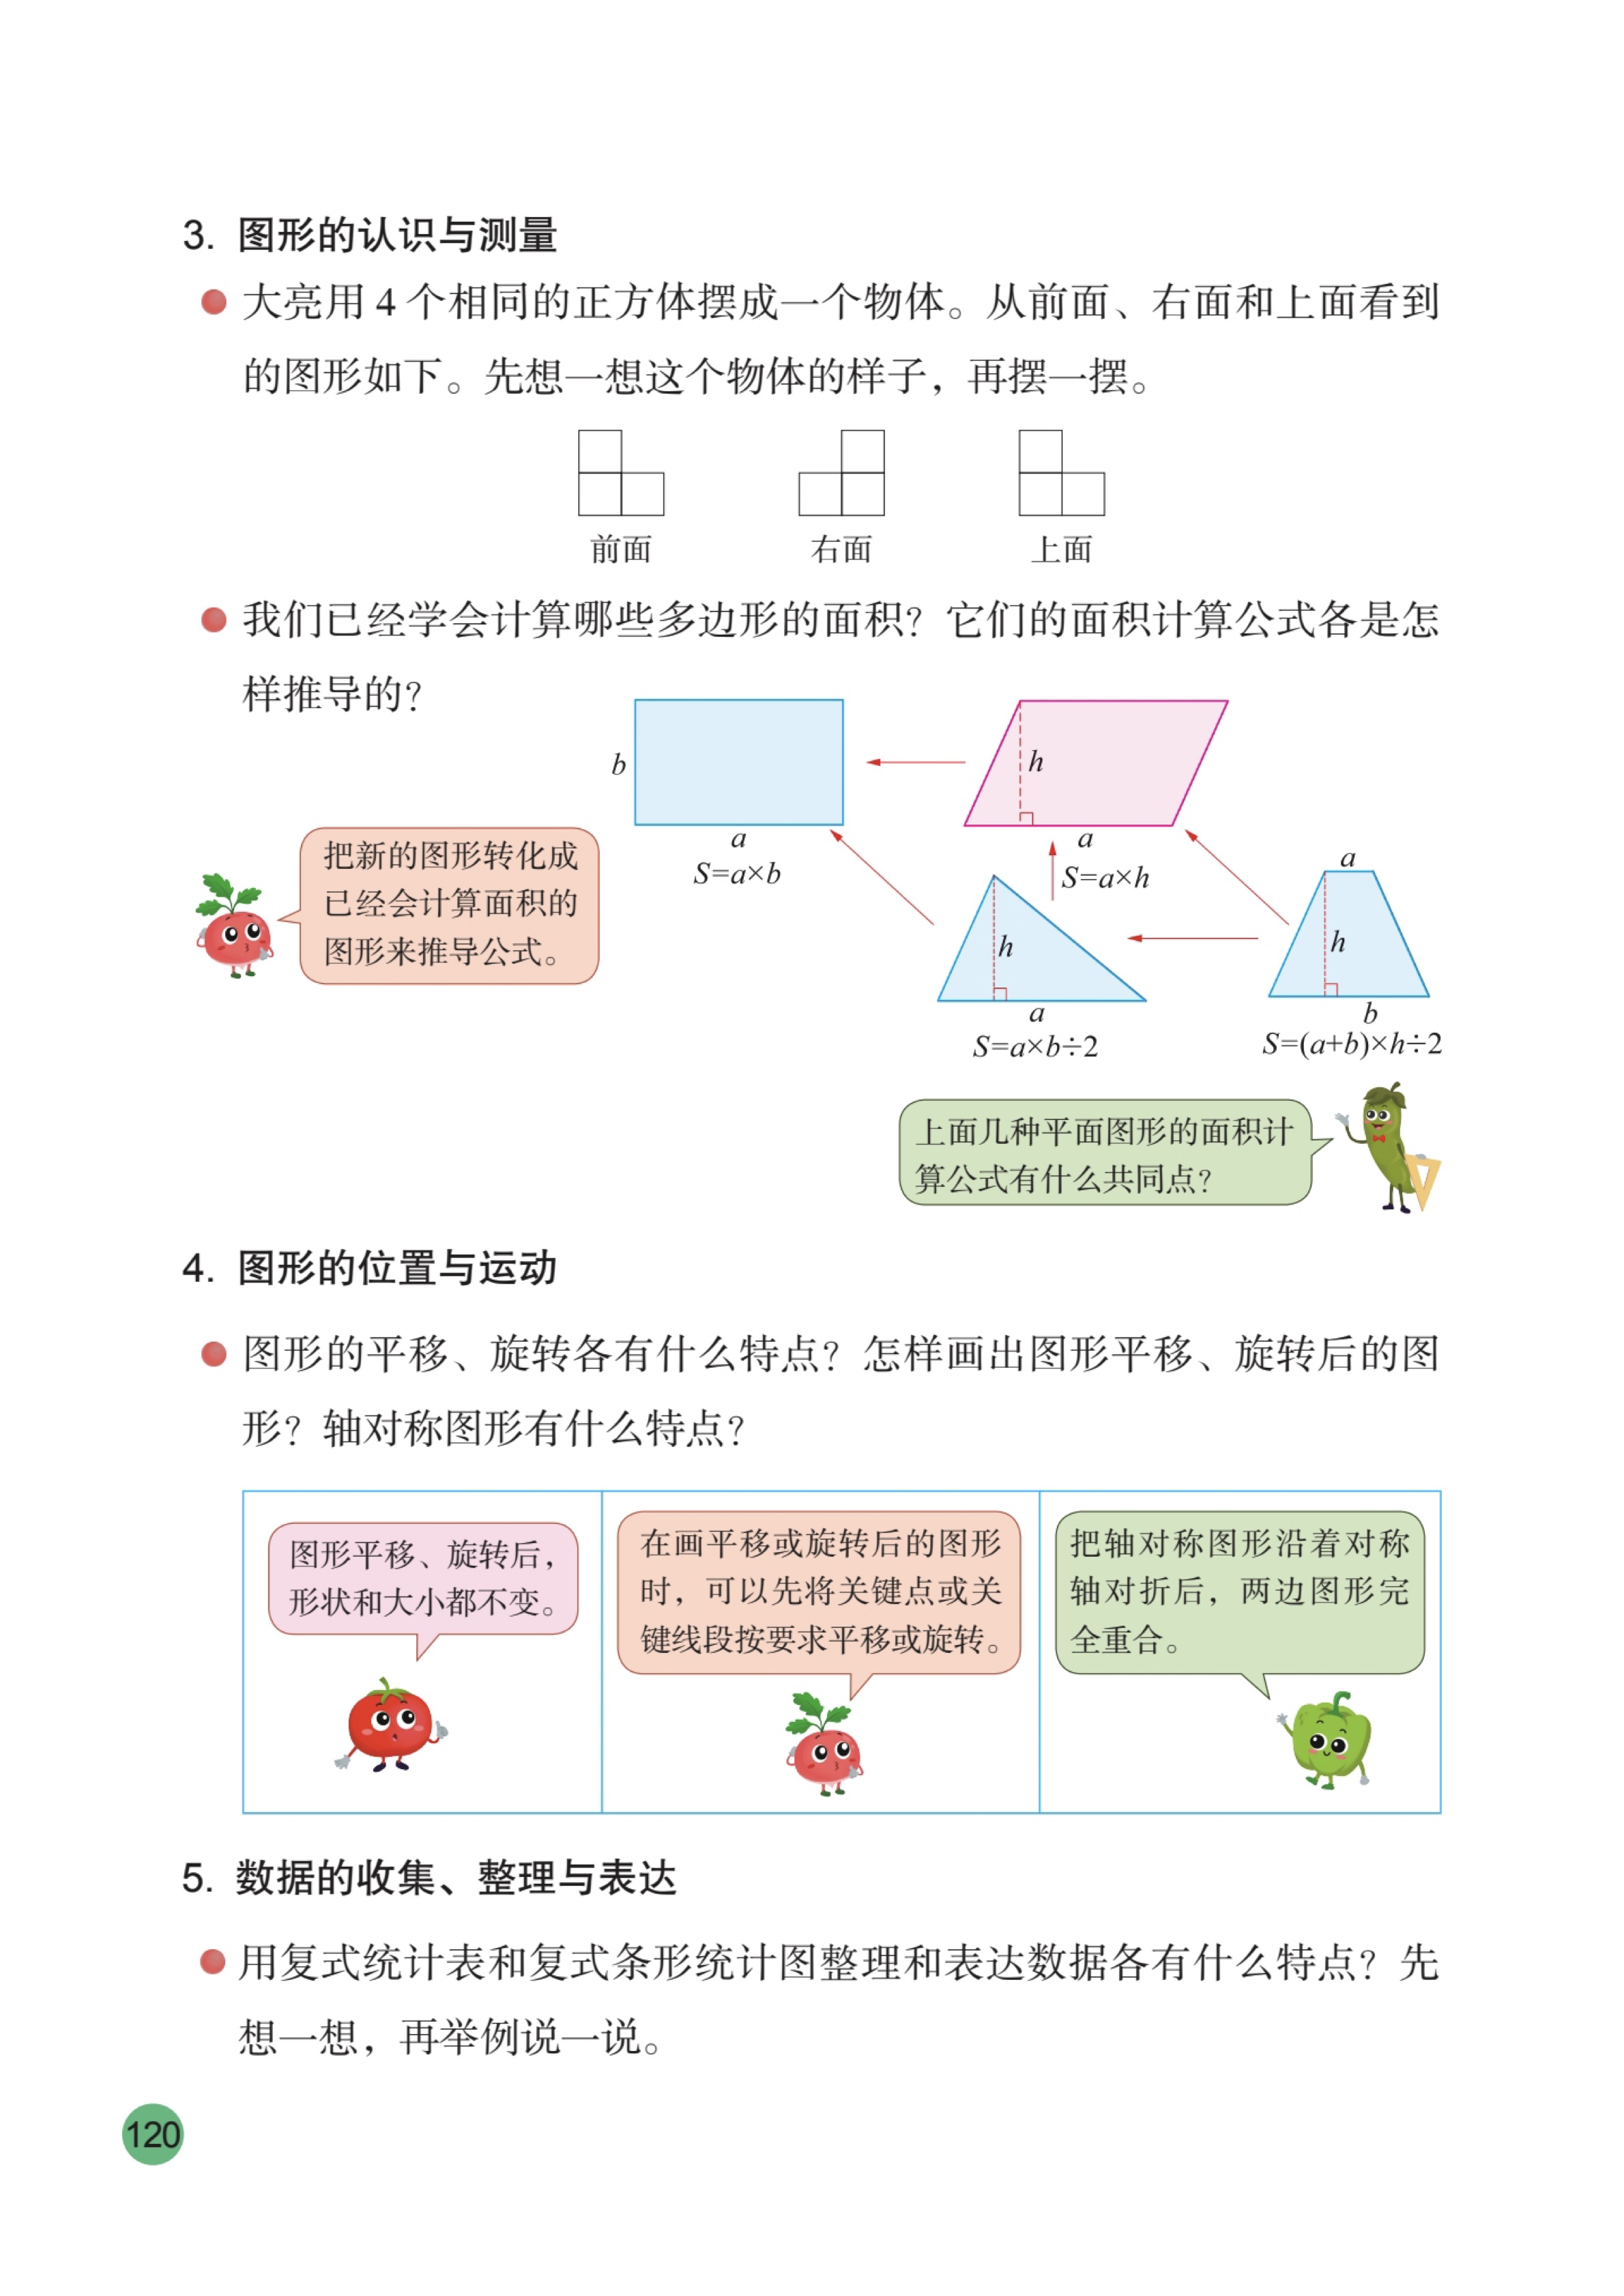 3. 图形的认识与测量
大亮用 4 个相同的正方体摆成一个物体。从前面、右面和上面看到
的图形如下。先想一想这个物体的样子，再摆一摆。
前面 右面 上面
我们已经学会计算哪些多边形的面积？它们的面积计算公式各是怎
样推导的？
b
a
S=a×b
h
a
S=a×h
把新的图形转化成
已经会计算面积的
图形来推导公式。
h
a
S=a×b÷2
a
h
b
S=(a+b)×h÷2
上面几种平面图形的面积计
算公式有什么共同点？
4. 图形的位置与运动
图形的平移、旋转各有什么特点？怎样画出图形平移、旋转后的图
形？轴对称图形有什么特点？
图形平移、旋转后，
形状和大小都不变。
在画平移或旋转后的图形
时，可以先将关键点或关
键线段按要求平移或旋转。
把轴对称图形沿着对称
轴对折后，两边图形完
全重合。
5. 数据的收集、整理与表达
用复式统计表和复式条形统计图整理和表达数据各有什么特点？先
想一想，再举例说一说。
120